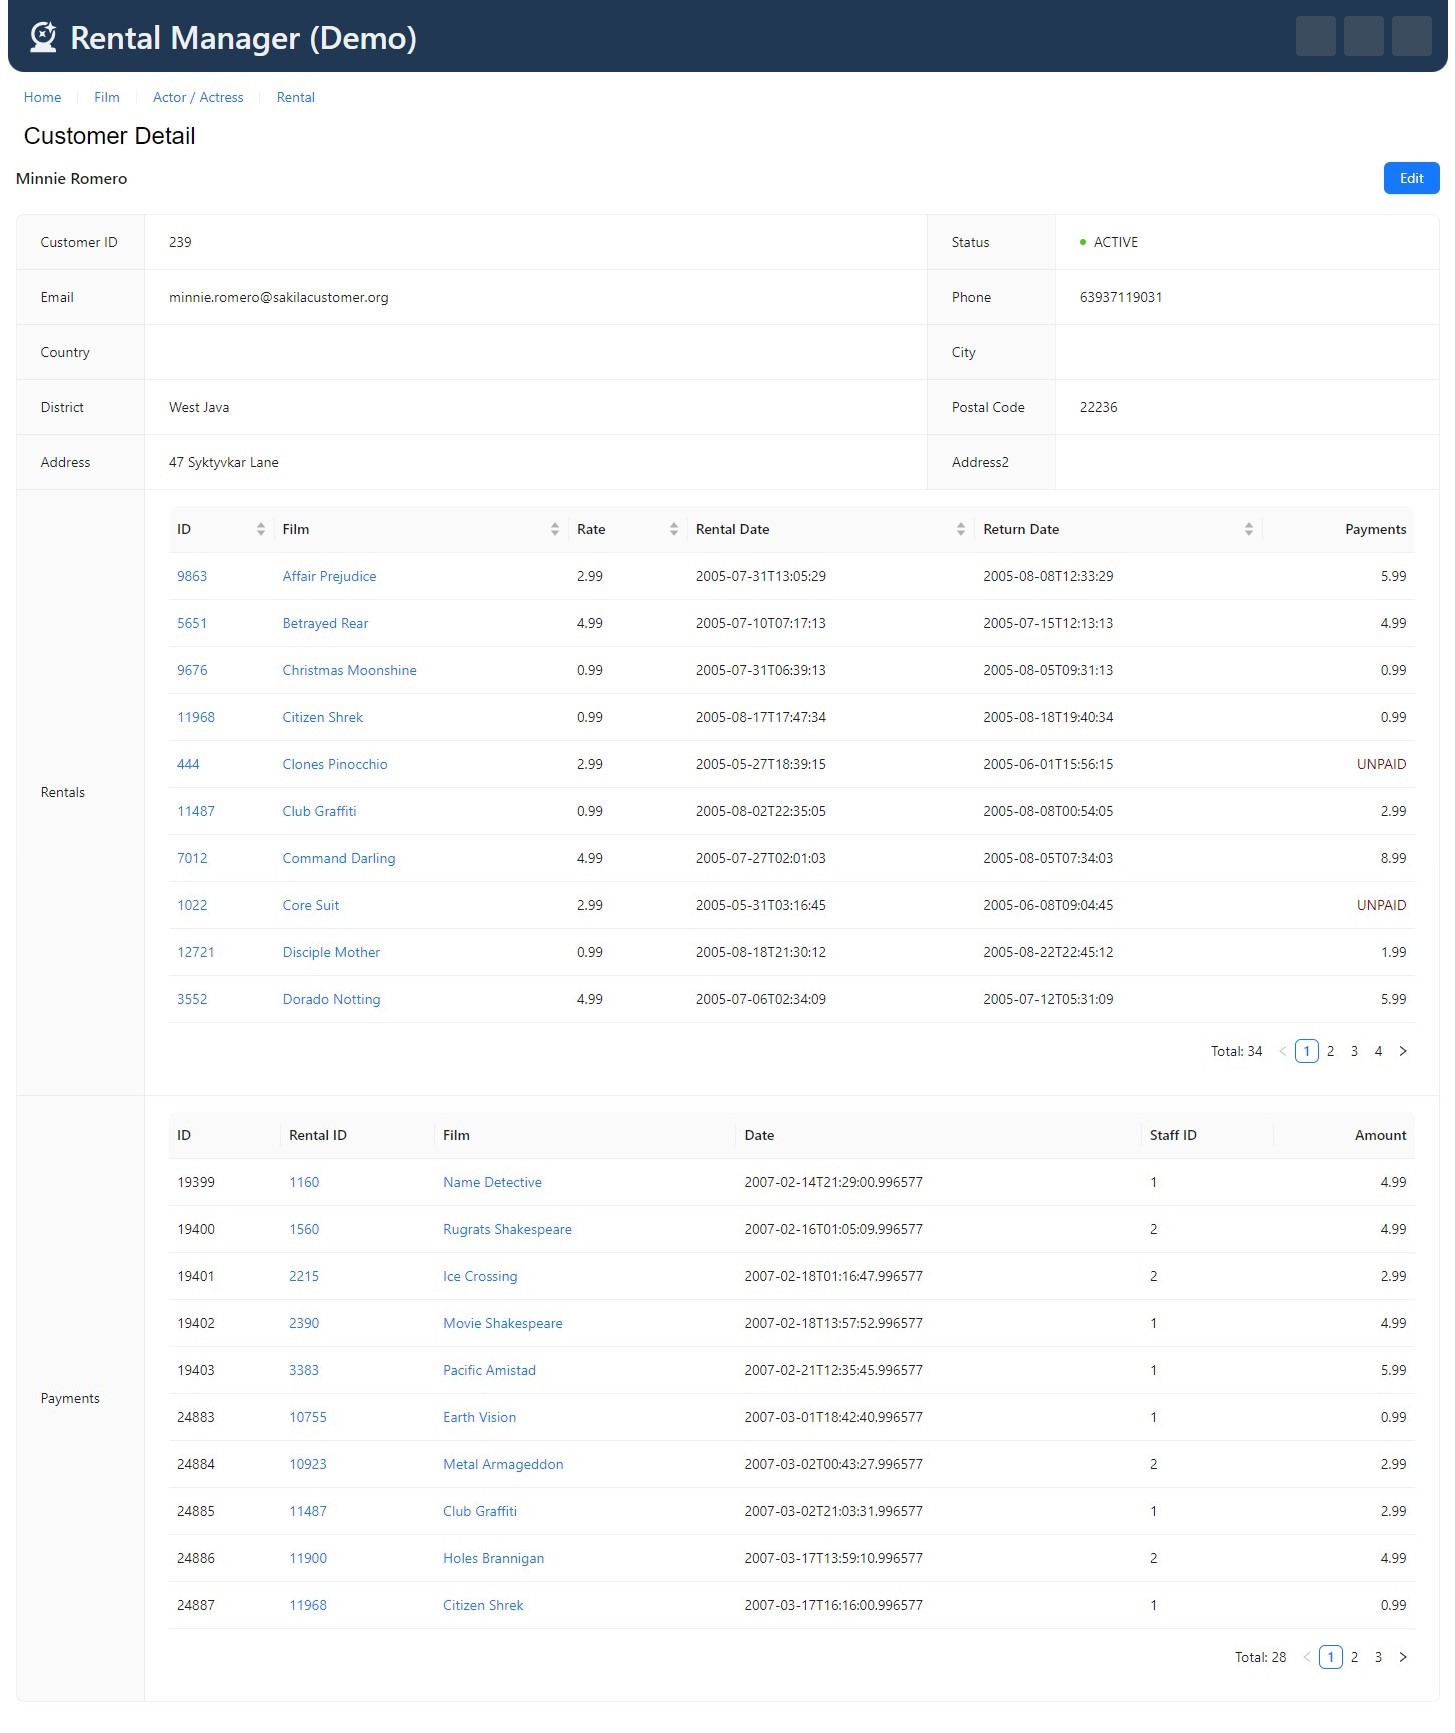 Rental Manager (Demo)
Home Film Actor / Actress Rental
Customer Detail
Minnie Romero Edit
Customer ID 239 Status ACTIVE
Email minnie.romero@sakilacustomer.org Phone 63937119031
Country City
District West Java Postal Code 22236
Address 47 Syktyvkar Lane Address2
Rentals
ID Film Rate Rental Date Return Date Payments
9863 Affair Prejudice 2.99 2005-07-31T13:05:29 2005-08-08T12:33:29 5.99
5651 Betrayed Rear 4.99 2005-07-10T07:17:13 2005-07-15T12:13:13 4.99
9676 Christmas Moonshine 0.99 2005-07-31T06:39:13 2005-08-05T09:31:13 0.99
11968 Citizen Shrek 0.99 2005-08-17T17:47:34 2005-08-18T19:40:34 0.99
444 Clones Pinocchio 2.99 2005-05-27T18:39:15 2005-06-01T15:56:15 UNPAID
11487 Club Graffiti 0.99 2005-08-02T22:35:05 2005-08-08T00:54:05 2.99
7012 Command Darling 4.99 2005-07-27T02:01:03 2005-08-05T07:34:03 8.99
1022 Core Suit 2.99 2005-05-31T03:16:45 2005-06-08T09:04:45 UNPAID
12721 Disciple Mother 0.99 2005-08-18T21:30:12 2005-08-22T22:45:12 1.99
3552 Dorado Notting 4.99 2005-07-06T02:34:09 2005-07-12T05:31:09 5.99
Total: 34 < 1 2 3 4 >
Payments
ID Rental ID Film Date Staff ID Amount
19399 1160 Name Detective 2007-02-14T21:29:00.996577 1 4.99
19400 1560 Rugrats Shakespeare 2007-02-16T01:05:09.996577 2 4.99
19401 2215 Ice Crossing 2007-02-18T01:16:47.996577 2 2.99
19402 2390 Movie Shakespeare 2007-02-18T13:57:52.996577 1 4.99
19403 3383 Pacific Amistad 2007-02-21T12:35:45.996577 1 5.99
24883 10755 Earth Vision 2007-03-01T18:42:40.996577 1 0.99
24884 10923 Metal Armageddon 2007-03-02T00:43:27.996577 2 2.99
24885 11487 Club Graffiti 2007-03-02T21:03:31.996577 1 2.99
24886 11900 Holes Brannigan 2007-03-17T13:59:10.996577 2 4.99
24887 11968 Citizen Shrek 2007-03-17T16:16:00.996577 1 0.99
Total: 28 < 1 2 3 >